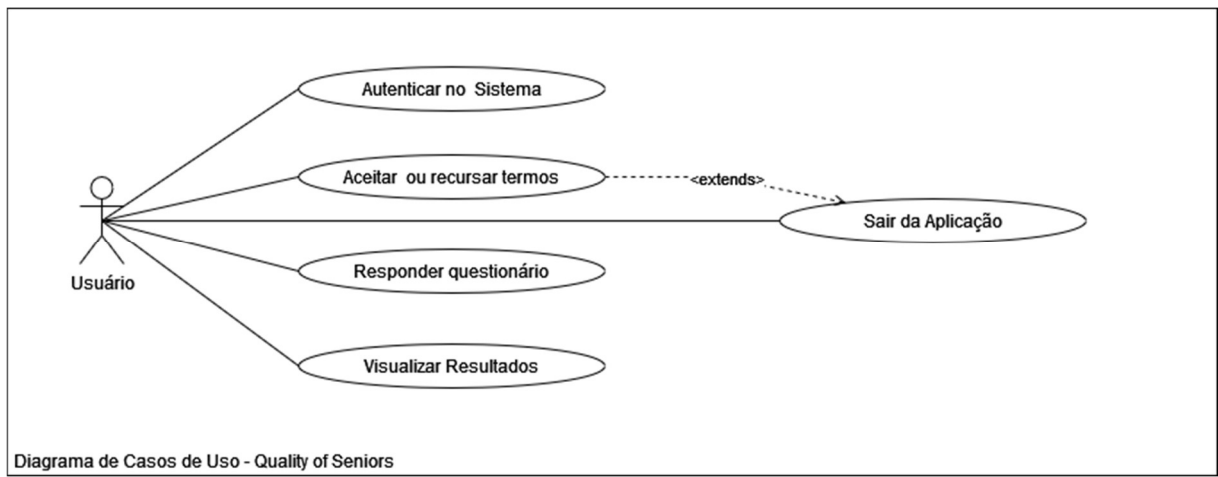 Autenticar no Sistema
Aceitar ou recursar termos
<extends>
Sair da Aplicação
Usuário
Responder questionário
Visualizar Resultados
Diagrama de Casos de Uso - Quality of Seniors